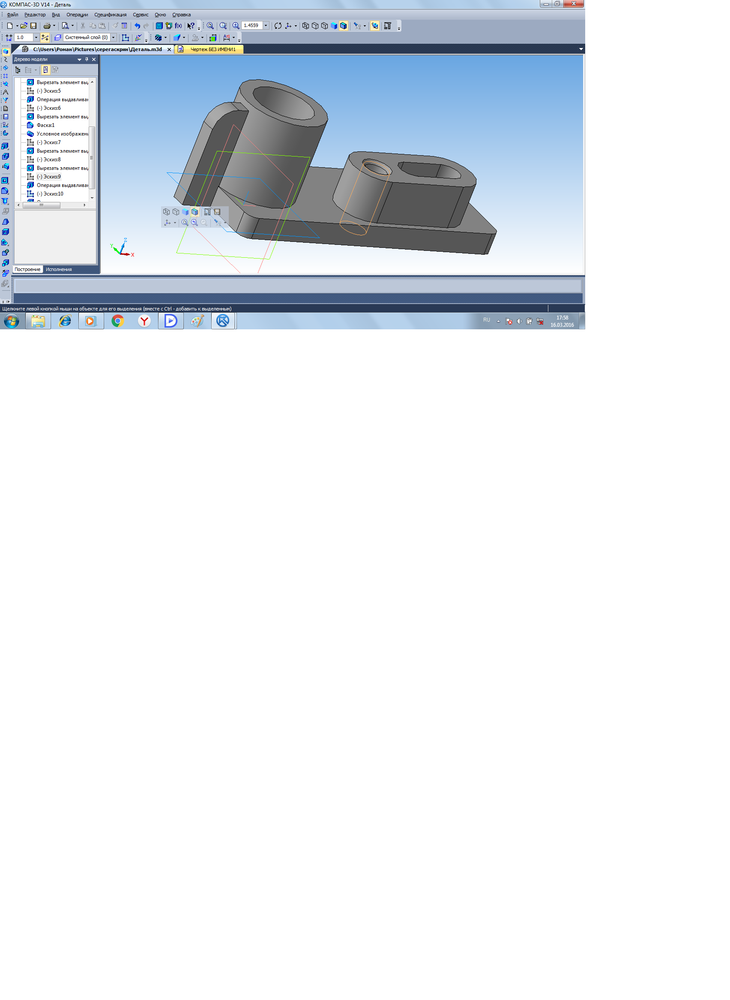 КОМПАС-3D V14 - Деталь
Файл Редактор Вид Операции Спецификация Сервис Окно Справка
f(x) 1.4559
1.0 Системный слой (0)
C:\Users\Роман\Pictures\серегаскрин\Деталь.m3d Чертеж БЕЗ ИМЕНИ1
Дерево модели
Вырезать элемент выд
(-) Эскиз:5
Операция выдавливан
(-) Эскиз:6
Вырезать элемент выд
Фаска:1
Условное изображени
(-) Эскиз:7
Вырезать элемент выд
(-) Эскиз:8
Вырезать элемент выд
(-) Эскиз:9
Операция выдавливан
(-) Эскиз:10
Z
Y
X
Построение Исполнения
Щелкните левой кнопкой мыши на объекте для его выделения (вместе с Ctrl - добавить к выделенным)
RU
17:58
16.03.2016